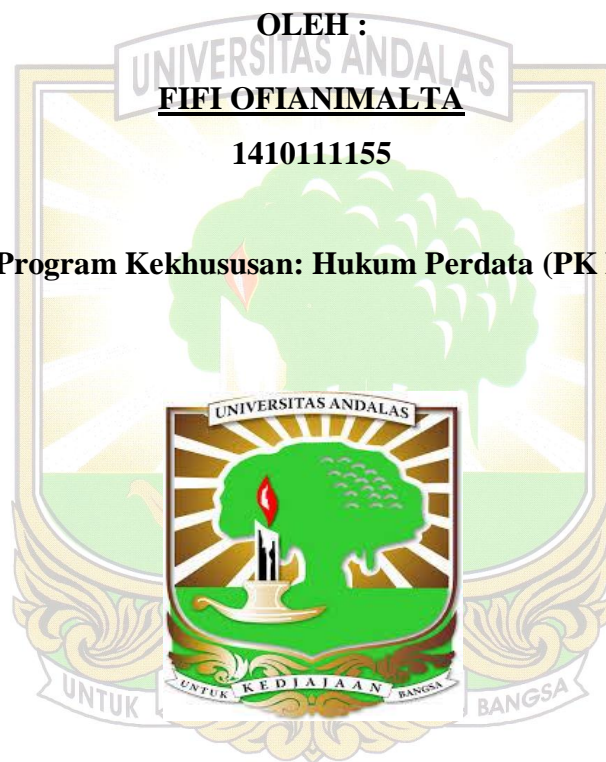 OLEH :
UNIVERSITAS ANDALAS
FIFI OFIANIMALTA
1410111155
Program Kekhususan: Hukum Perdata (PK
UNIVERSITAS ANDALAS
UNTUK KEDJAJAAN BANGSA
UNTUK BANGSA